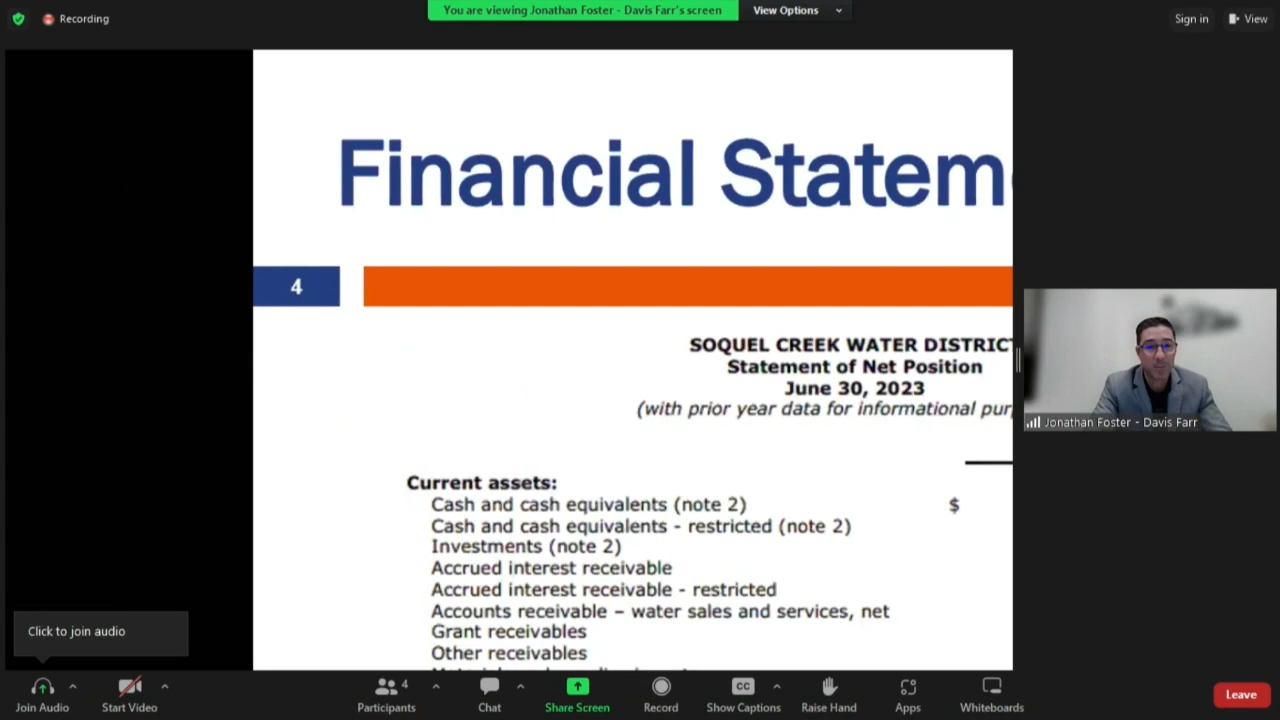 Recording
You are viewing Jonathan Foster - Davis Farr's screen
View Options
Sign in
View
Financial Statem
4
SOQUEL CREEK WATER DISTRICT
Statement of Net Position
June 30, 2023
(with prior year data for informational pur
Current assets:
Cash and cash equivalents (note 2) $
Cash and cash equivalents - restricted (note 2)
Investments (note 2)
Accrued interest receivable
Accrued interest receivable - restricted
Accounts receivable – water sales and services, net
Grant receivables
Other receivables
Jonathan Foster - Davis Farr
Click to join audio
Join Audio
Start Video
4
Participants
Chat
Share Screen
Record
CC
Show Captions
Raise Hand
Apps
Whiteboards
Leave